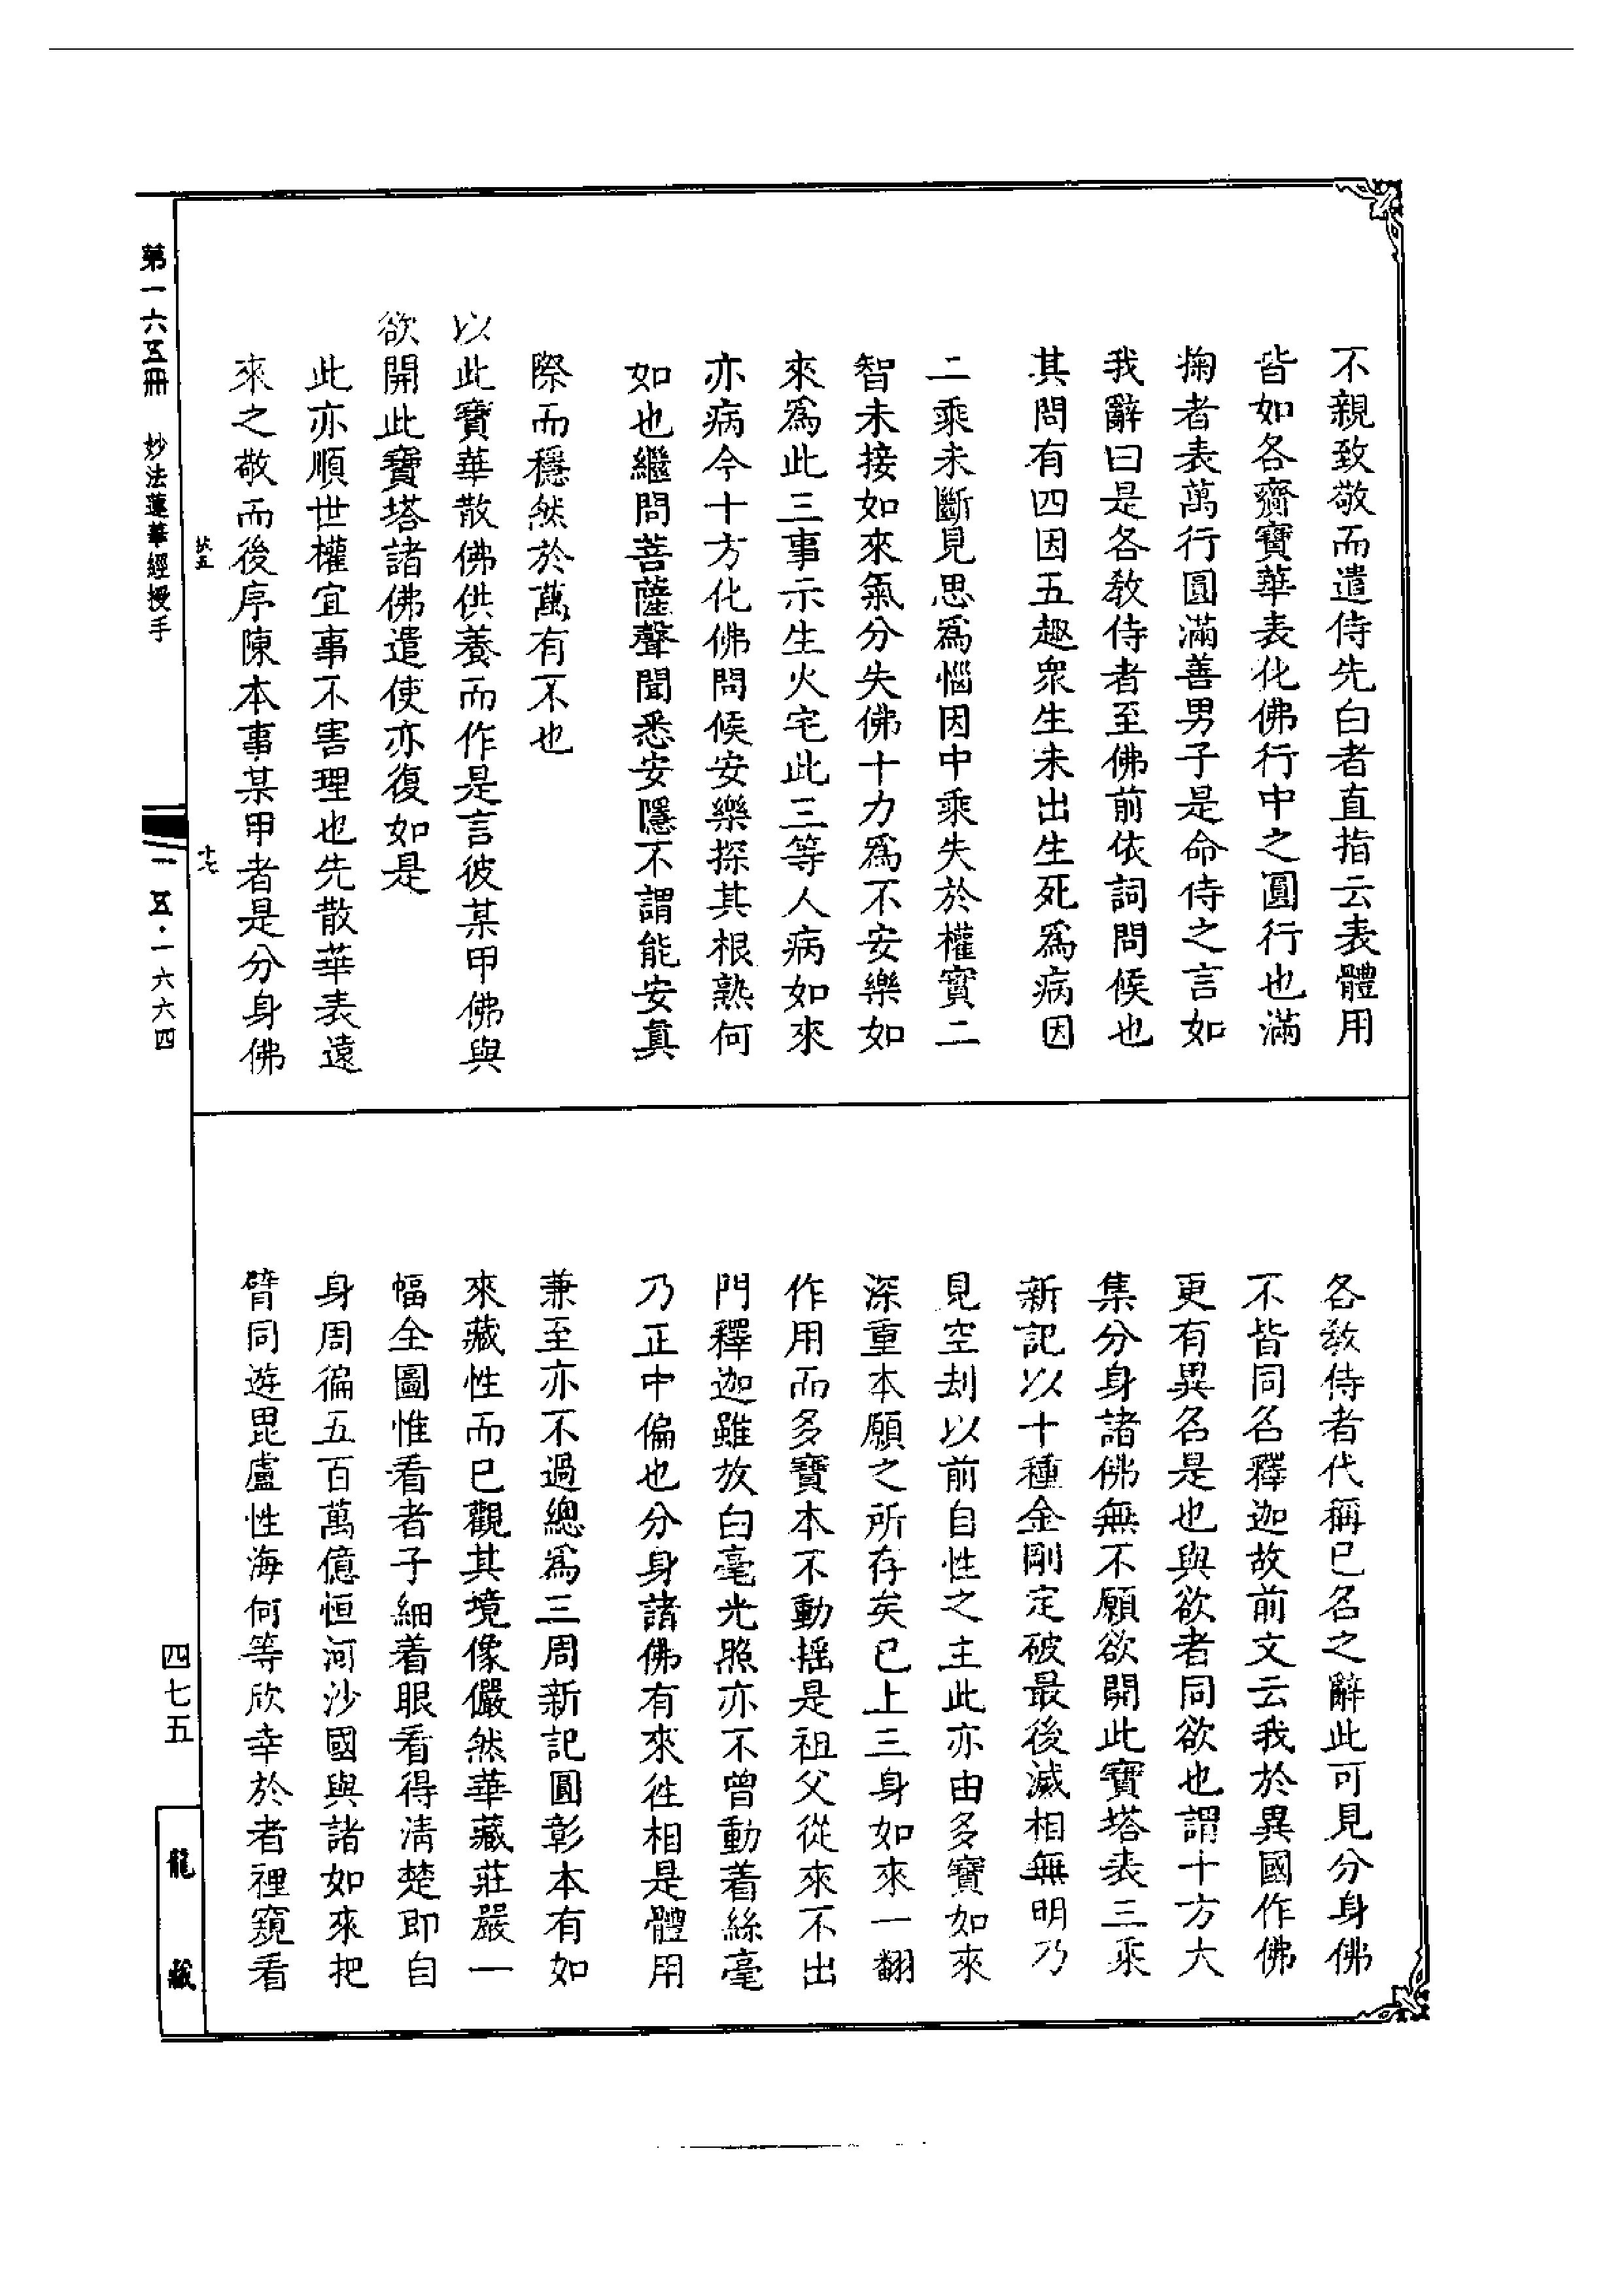 不親致敬而遣侍先白者直指云表體用
皆如各齎寶華表化佛行中之圓行也滿
掬者表萬行圓滿善男子是命侍之言如
我辭曰是各敎侍者至佛前依詞問候也
其問有四因五趣衆生未出生死爲病因
二乘未斷見思爲惱因中乘失於權實二
智未接如來氣分失佛十力爲不安樂如
來爲此三事示生火宅此三等人病如來
亦病今十方化佛問候安樂探其根熟何
如也繼問菩薩聲聞悉安隱不謂能安眞
際而穩然於萬有不也
以此寶華散佛供養而作是言彼某甲佛與
欲開此寶塔諸佛遣使亦復如是
此亦順世權宜事不害理也先散華表遠
來之敬而後序陳本事某甲者是分身佛
各敎侍者代稱已名之辭此可見分身佛
不皆同名釋迦故前文云我於異國作佛
更有異名是也與欲者同欲也謂十方大
集分身諸佛無不願欲開此寶塔表三乘
新記以十種金剛定破最後滅相無明乃
見空刦以前自性之主此亦由多寶如來
深重本願之所存矣已上三身如來一翻
作用而多寶本不動揺是祖父從來不出
門釋迦雖放白毫光照亦不曾動着絲毫
乃正中偏也分身諸佛有來徃相是體用
兼至亦不過總爲三周新記圓彰本有如
來藏性而已觀其境像儼然華藏莊嚴一
幅全圖惟看者子細着眼看得淸楚即自
身周徧五百萬億恒河沙國與諸如來把
臂同遊毘盧性海何等欣幸於者裡窺看
第一六五冊 妙法蓮華經授手
一五·一六六四
四七五
龍藏